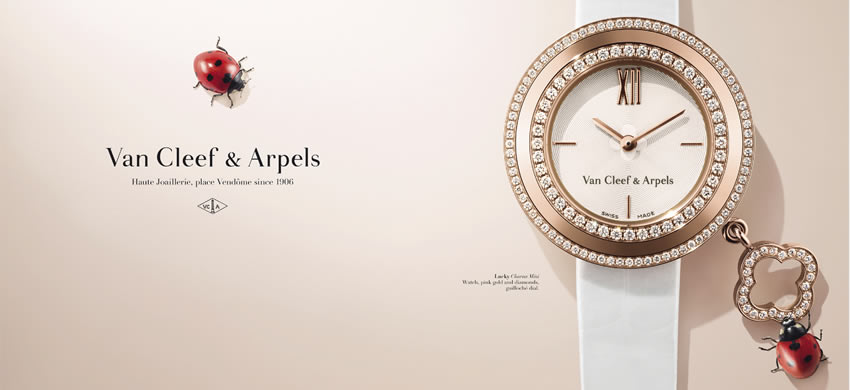 Van Cleef & Arpels
Haute Joaillerie, place Vendôme since 1906
VC A
XII
Van Cleef & Arpels
SWISS MADE
Lucky Charms Mini
Watch, pink gold and diamonds,
guilloché dial.